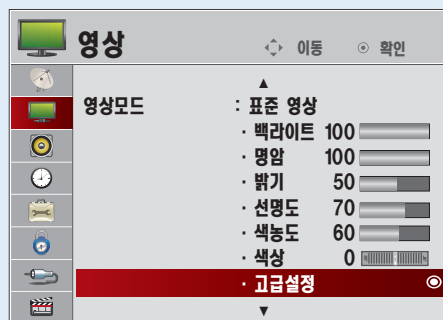 영상 이동 확인
영상모드 : 표준 영상
· 백라이트 100
· 명암 100
· 밝기 50
· 선명도 70
· 색농도 60
· 색상 0
· 고급설정